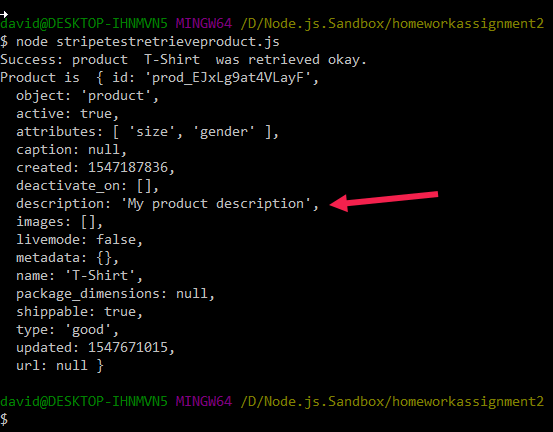 david@DESKTOP-IHNMVN5 MINGW64 /D/Node.js.Sandbox/homeworkassignment2
$ node stripetestretrieveproduct.js
Success: product  T-Shirt  was retrieved okay.
Product is  { id: 'prod_EJxLg9at4VLayF',
  object: 'product',
  active: true,
  attributes: [ 'size', 'gender' ],
  caption: null,
  created: 1547187836,
  deactivate_on: [],
  description: 'My product description',
  images: [],
  livemode: false,
  metadata: {},
  name: 'T-Shirt',
  package_dimensions: null,
  shippable: true,
  type: 'good',
  updated: 1547671015,
  url: null }
david@DESKTOP-IHNMVN5 MINGW64 /D/Node.js.Sandbox/homeworkassignment2
$